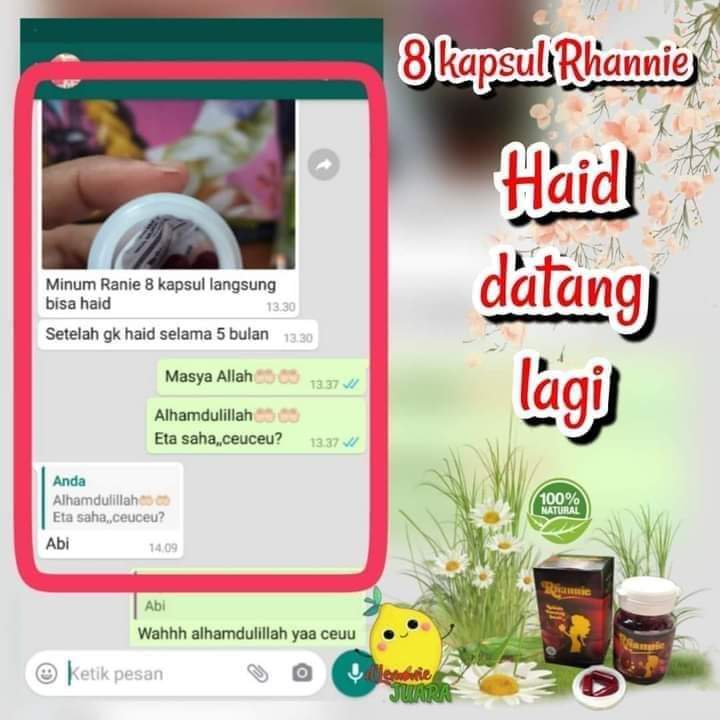 8 kapsul Rhannie
Haid
datang
lagi
Minum Ranie 8 kapsul langsung
bisa haid
13.30
Setelah gk haid selama 5 bulan 13.30
Masya Allah🤲🏻🤲🏻 13.37
Alhamdulillah🤲🏻🤲🏻
Eta saha,,ceuceu? 13.37
Anda
Alhamdulillah🤲🏻🤲🏻
Eta saha,,ceuceu?
Abi 14.09
Abi
Wahhh alhamdulillah yaa ceuu
Ketik pesan
100%
NATURAL
Rhannie
Rhannie
JUARA